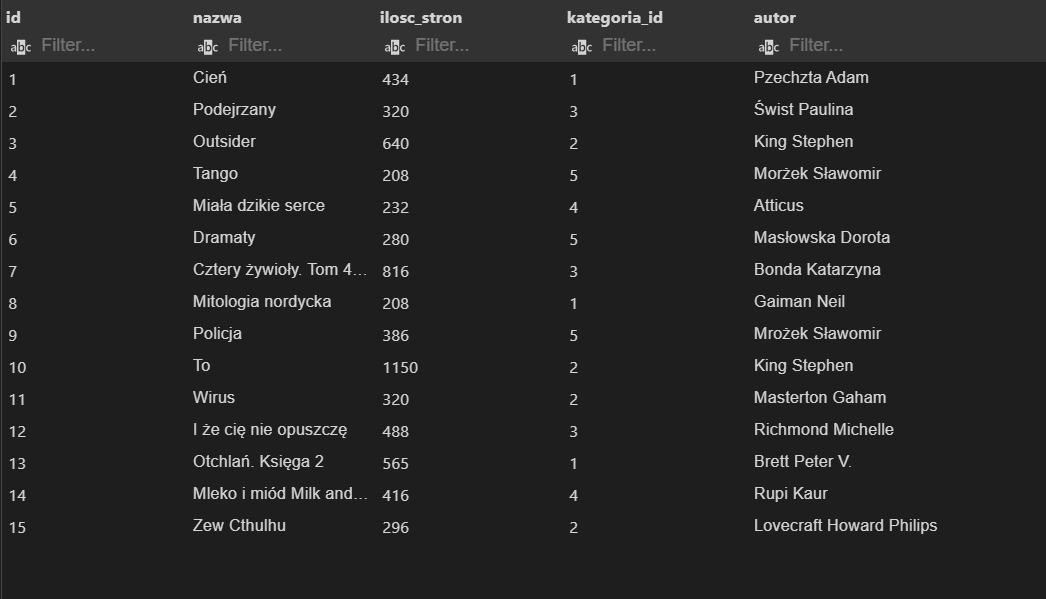 id nazwa ilosc_stron kategoria_id autor
abc Filter... abc Filter... abc Filter... abc Filter... abc Filter...
1 Cień 434 1 Pzechzta Adam
2 Podejrzany 320 3 Świst Paulina
3 Outsider 640 2 King Stephen
4 Tango 208 5 Morżek Sławomir
5 Miała dzikie serce 232 4 Atticus
6 Dramaty 280 5 Masłowska Dorota
7 Cztery żywioły. Tom 4... 816 3 Bonda Katarzyna
8 Mitologia nordycka 208 1 Gaiman Neil
9 Policja 386 5 Mrożek Sławomir
10 To 1150 2 King Stephen
11 Wirus 320 2 Masterton Gaham
12 I że cię nie opuszczę 488 3 Richmond Michelle
13 Otchlań. Księga 2 565 1 Brett Peter V.
14 Mleko i miód Milk and... 416 4 Rupi Kaur
15 Zew Cthulhu 296 2 Lovecraft Howard Philips